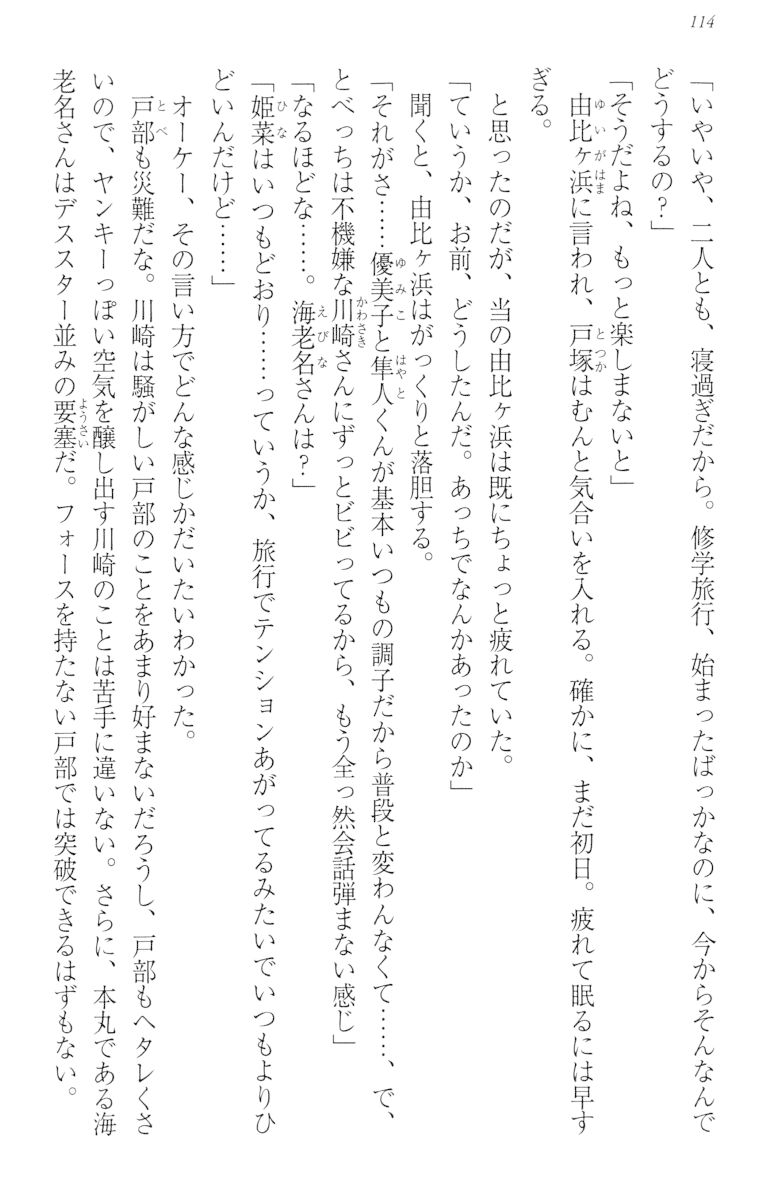 114
「いやいや、二人とも、寝過ぎだから。修学旅行、始まったばっかなのに、今からそんなんで
どうするの？」
「そうだよね、もっと楽しまないと」
由比ヶ浜に言われ、戸塚はむんと気合いを入れる。確かに、まだ初日。疲れて眠るには早す
ぎる。
と思ったのだが、当の由比ヶ浜は既にちょっと疲れていた。
「ていうか、お前、どうしたんだ。あっちでなんかあったのか」
聞くと、由比ヶ浜はがっくりと落胆する。
「それがさ……優美子と隼人くんが基本いつもの調子だから普段と変わんなくて……、で、
とべっちは不機嫌な川崎さんにずっとビビってるから、もう全っ然会話弾まない感じ」
「なるほどな……。海老名さんは？」
「姫菜はいつもどおり……っていうか、旅行でテンションあがってるみたいでいつもよりひ
どいんだけど……」
オーケー、その言い方でどんな感じかだいたいわかった。
戸部も災難だな。川崎は騒がしい戸部のことをあまり好まないだろうし、戸部もヘタレくさ
いので、ヤンキーっぽい空気を醸し出す川崎のことは苦手に違いない。さらに、本丸である海
老名さんはデススター並みの要塞だ。フォースを持たない戸部では突破できるはずもない。